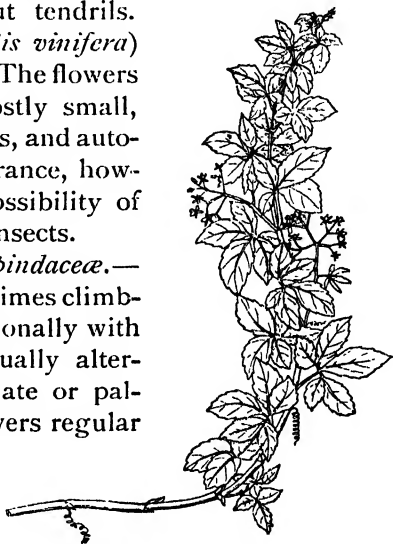 ut tendrils.
is vinifera)
The flowers
ostly small,
s, and auto-
rance, how-
ossibility of
nsects.
bindaceæ.—
imes climb-
onally with
ually alter-
ate or pal-
wers regular